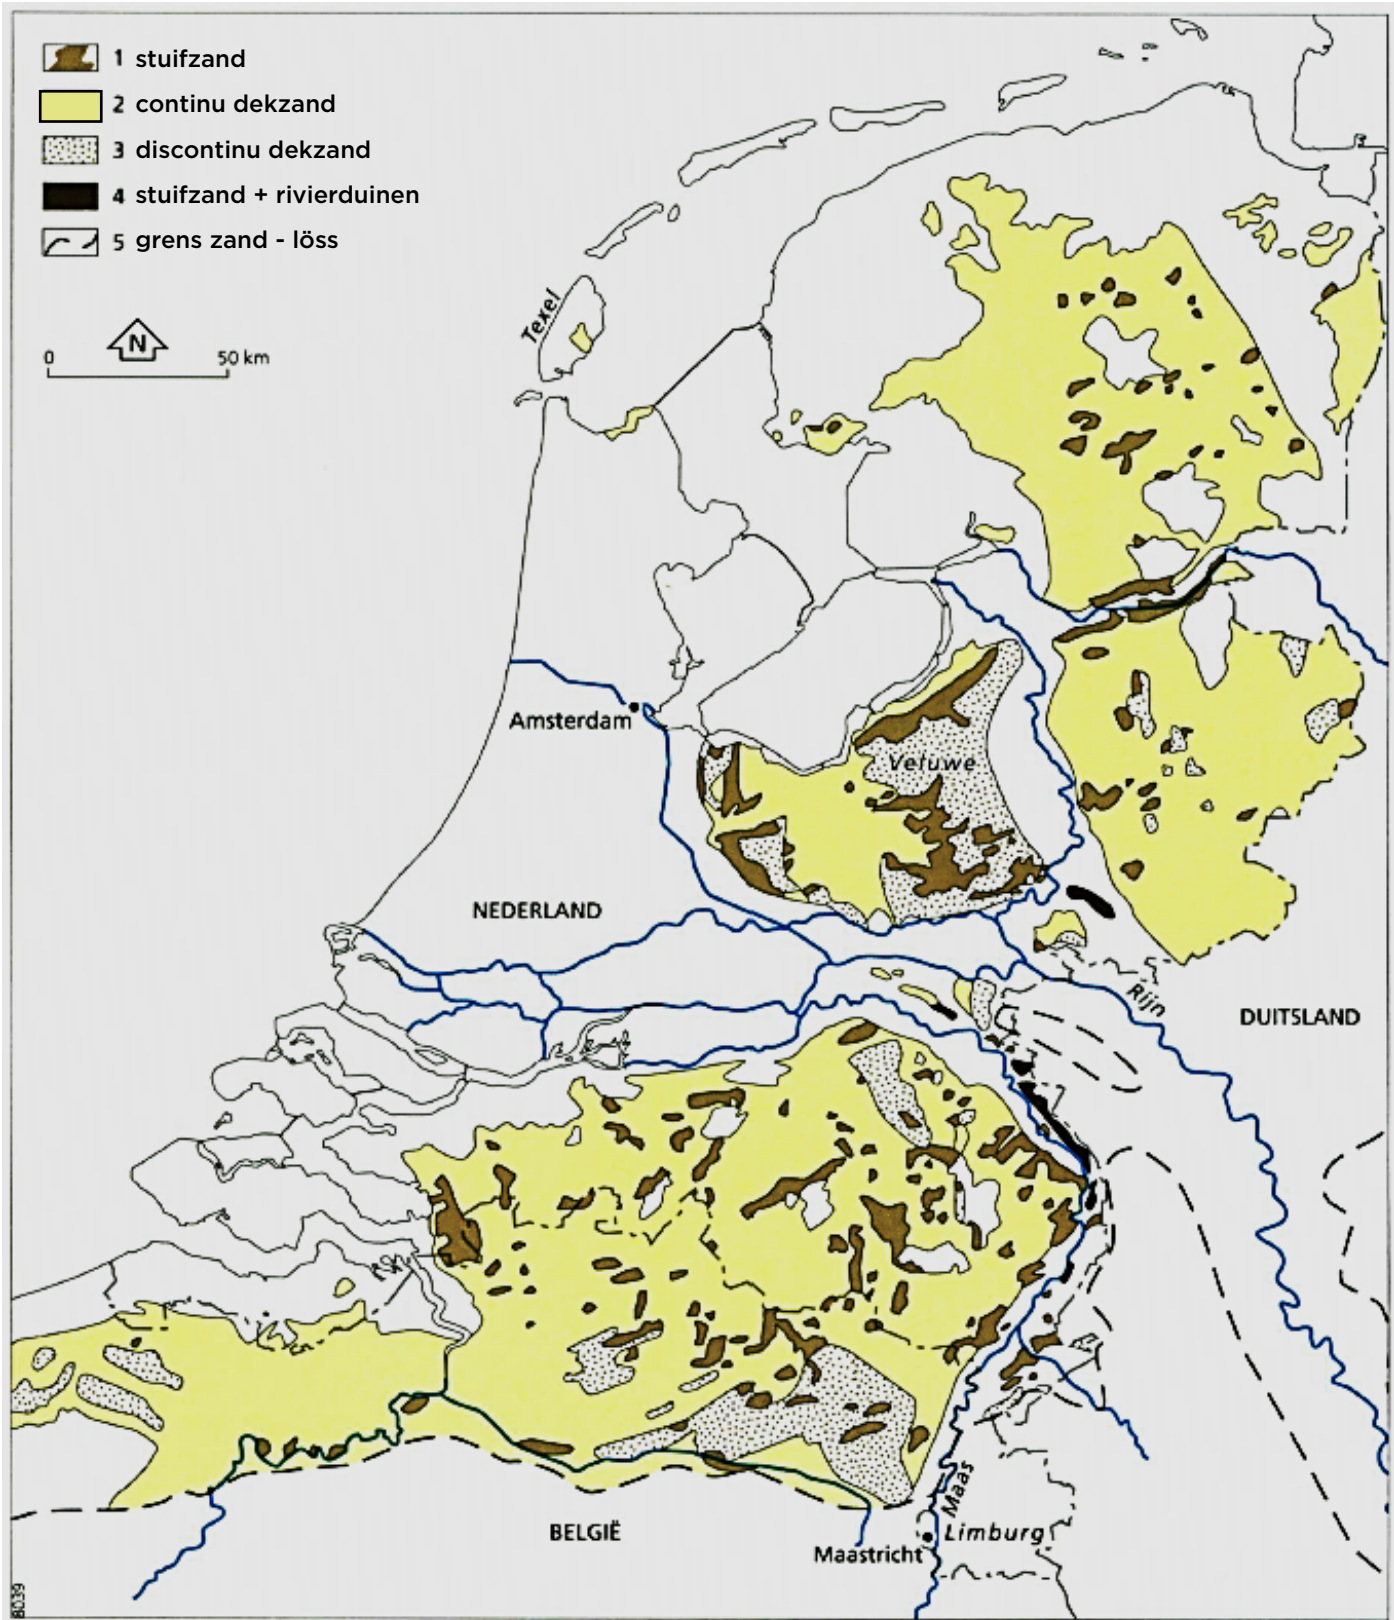 1 stuifzand
2 continu dekzand
3 discontinu dekzand
4 stuifzand + rivierduinen
5 grens zand - löss
N
0 50 km
Texel
Amsterdam
Veluwe
NEDERLAND
Rijn
DUITSLAND
BELGIË
Maas
Limburg
Maastricht
8039